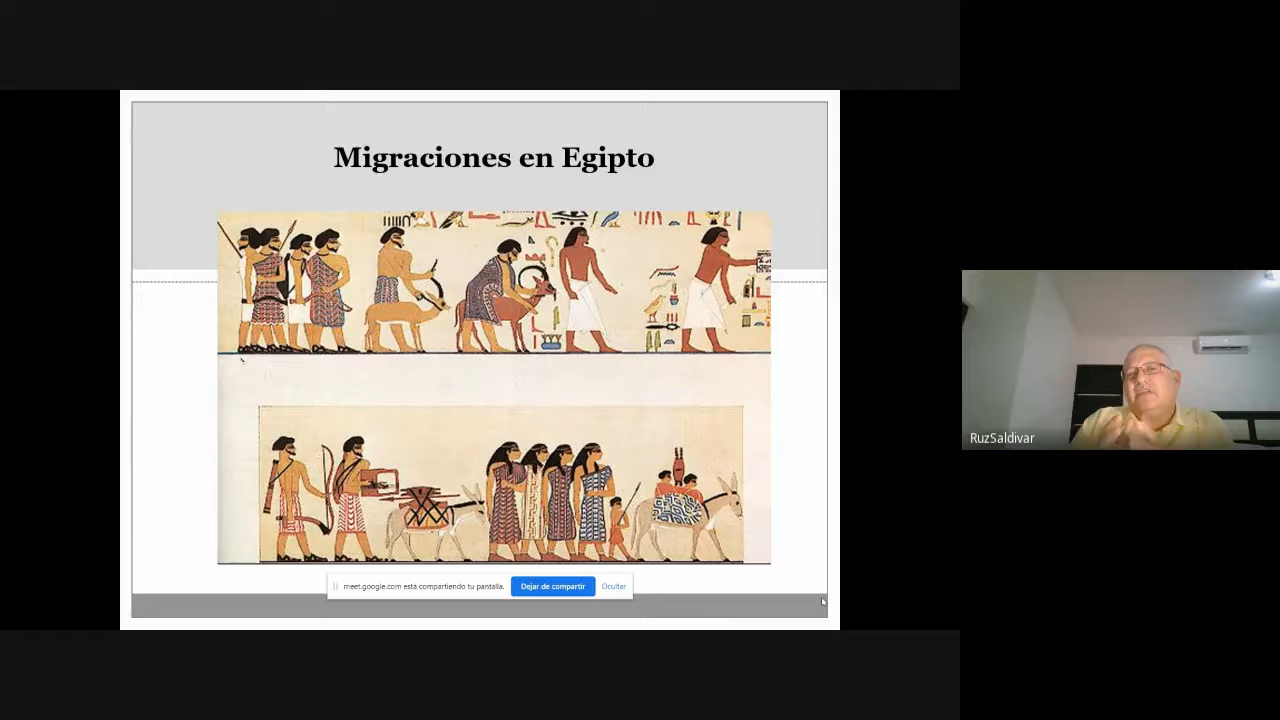 Migraciones en Egipto
meet.google.com está compartiendo tu pantalla. Dejar de compartir Ocultar
RuzSaldivar